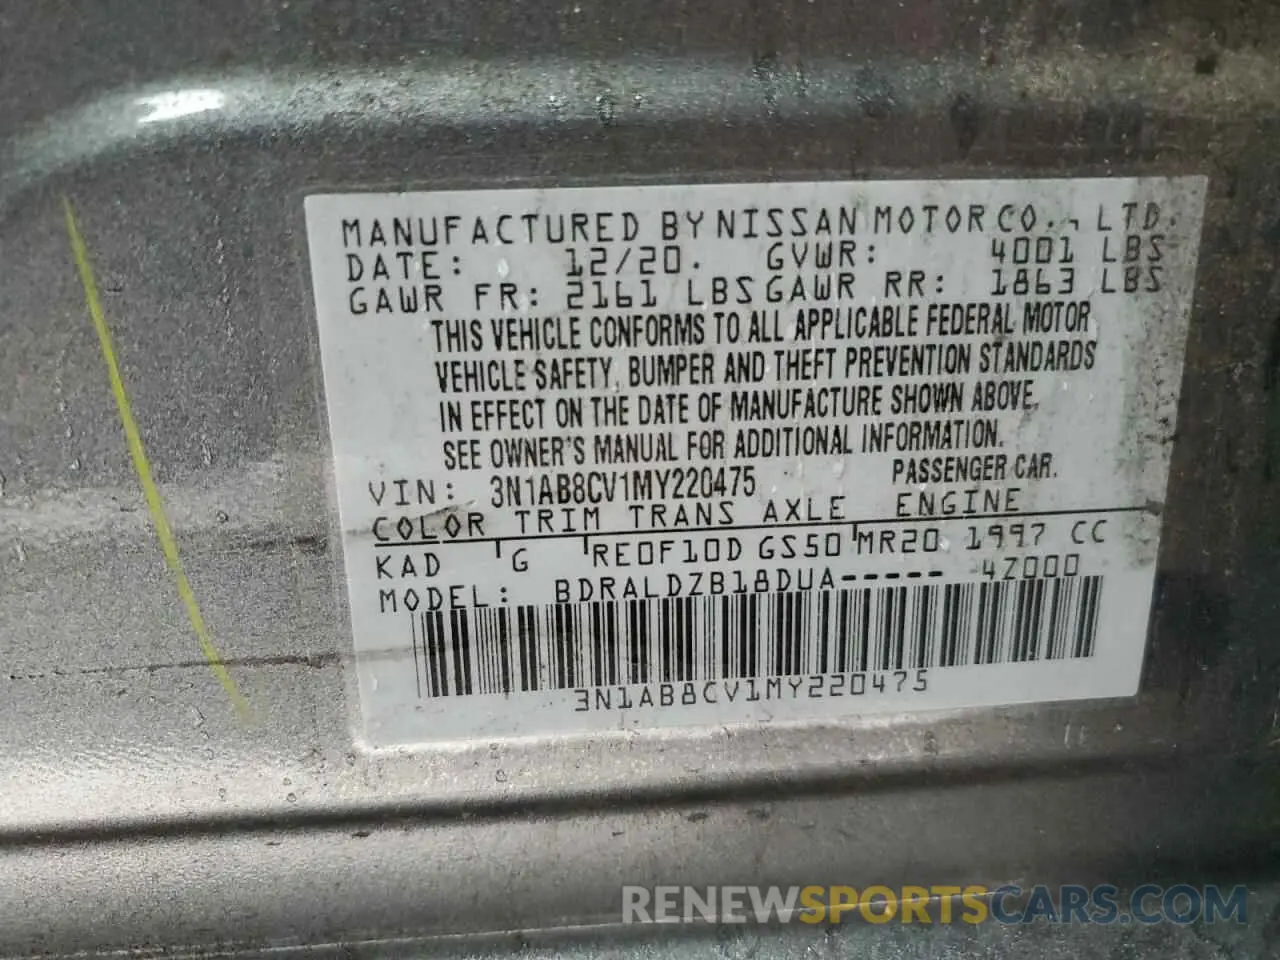 MANUFACTURED BY NISSAN MOTOR CO., LTD.
DATE: 12/20. GVWR: 4001 LBS
GAWR FR: 2161 LBS GAWR RR: 1863 LBS
THIS VEHICLE CONFORMS TO ALL APPLICABLE FEDERAL MOTOR
VEHICLE SAFETY, BUMPER AND THEFT PREVENTION STANDARDS
IN EFFECT ON THE DATE OF MANUFACTURE SHOWN ABOVE.
SEE OWNER'S MANUAL FOR ADDITIONAL INFORMATION.
VIN: 3N1AB8CV1MY220475 PASSENGER CAR.
COLOR TRIM TRANS AXLE ENGINE
KAD G RE0F10D GS50 MR20 1997 CC
MODEL: BDRALDZB18DUA----- 4Z000
3N1AB8CV1MY220475
RENEWSPORTSCARS.COM